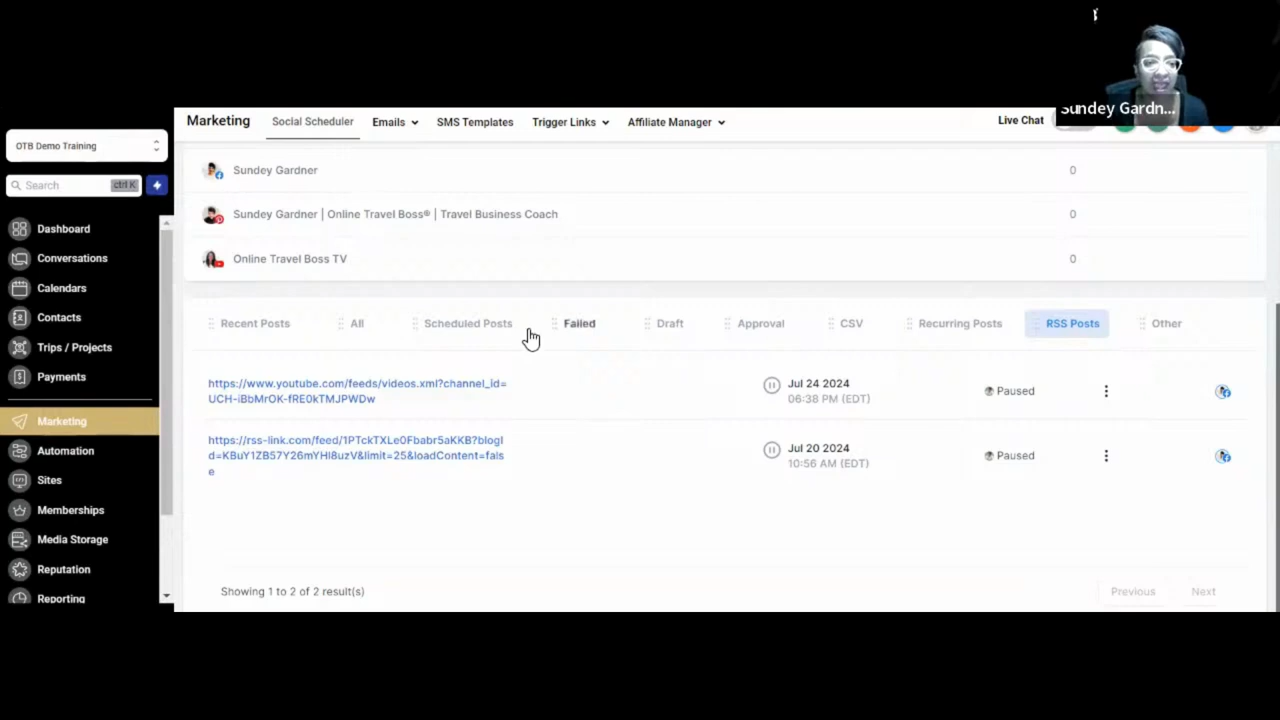 Sundey Gardn...
Marketing
Social Scheduler
Emails
SMS Templates
Trigger Links
Affiliate Manager
Live Chat
OTB Demo Training
Search
ctrl K
Dashboard
Conversations
Calendars
Contacts
Trips / Projects
Payments
Marketing
Automation
Sites
Memberships
Media Storage
Reputation
Reporting
Sundey Gardner
0
Sundey Gardner | Online Travel Boss® | Travel Business Coach
0
Online Travel Boss TV
0
Recent Posts
All
Scheduled Posts
Failed
Draft
Approval
CSV
Recurring Posts
RSS Posts
Other
https://www.youtube.com/feeds/videos.xml?channel_id=
UCH-iBbMrOK-fRE0kTMJPWDw
Jul 24 2024
06:38 PM (EDT)
Paused
https://rss-link.com/feed/1PTckTXLe0Fbabr5aKKB?blogI
d=KBuY1ZB57Y26mYHl8uzV&limit=25&loadContent=fals
e
Jul 20 2024
10:56 AM (EDT)
Paused
Showing 1 to 2 of 2 result(s)
Previous
Next